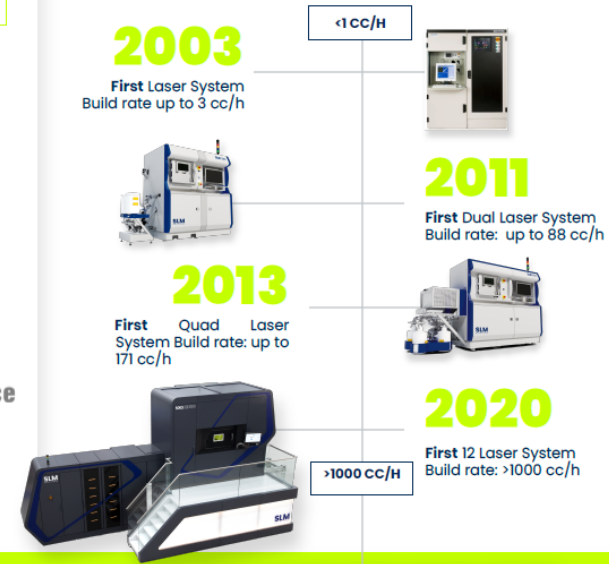 <1 CC/H
2003
First Laser System
Build rate up to 3 cc/h
SLM
2011
First Dual Laser System
Build rate: up to 88 cc/h
2013
First Quad Laser
System Build rate: up to
171 cc/h
SLM
ce
2020
First 12 Laser System
Build rate: >1000 cc/h
>1000 CC/H
SLM
SLM